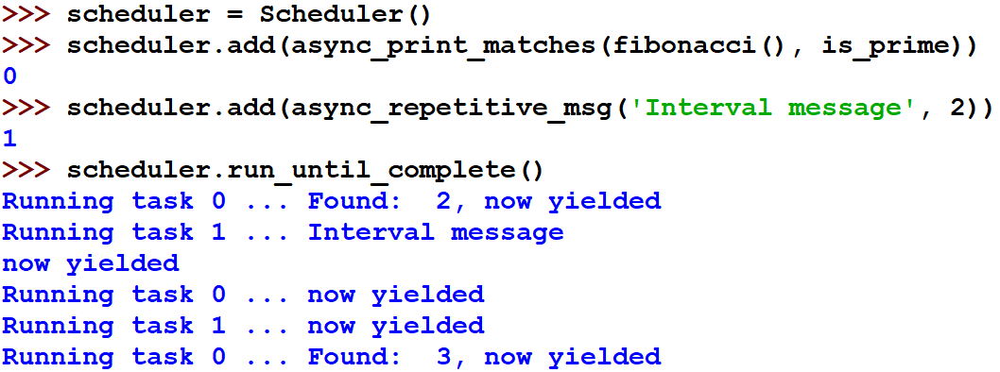 >>> scheduler = Scheduler()
>>> scheduler.add(async_print_matches(fibonacci(), is_prime))
0
>>> scheduler.add(async_repetitive_msg('Interval message', 2))
1
>>> scheduler.run_until_complete()
Running task 0 ... Found:  2, now yielded
Running task 1 ... Interval message
now yielded
Running task 0 ... now yielded
Running task 1 ... now yielded
Running task 0 ... Found:  3, now yielded